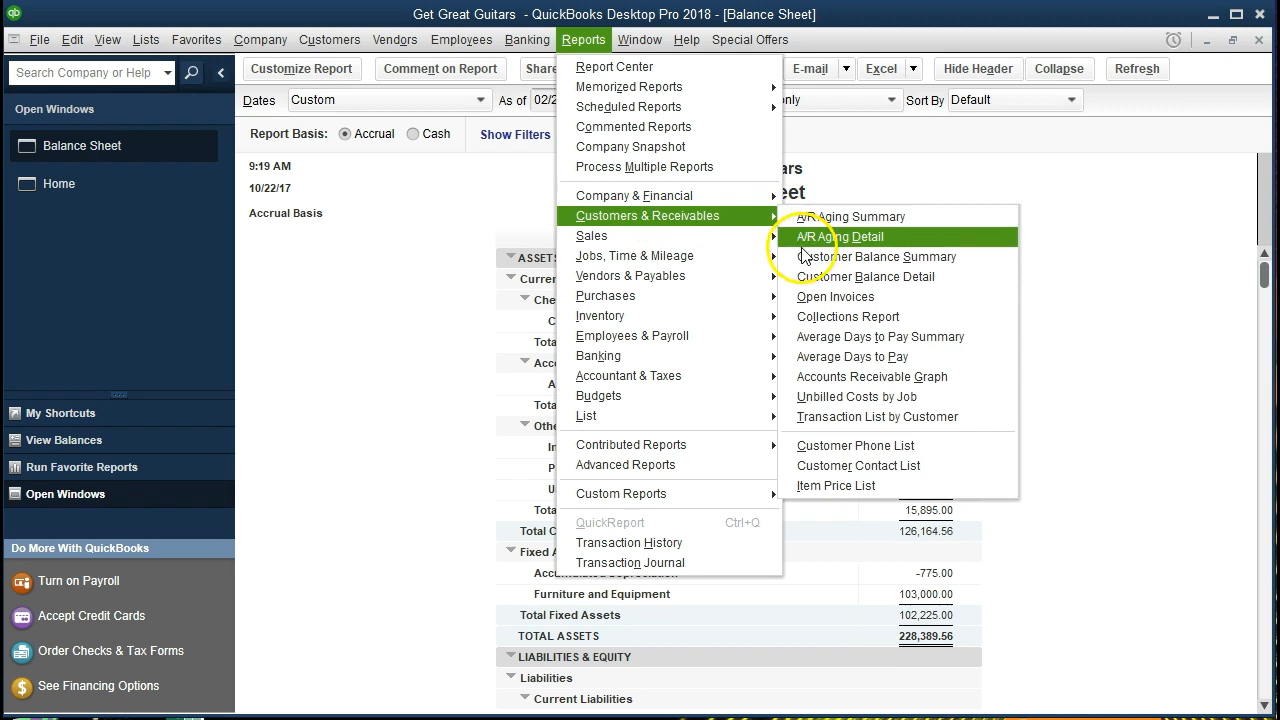 Get Great Guitars - QuickBooks Desktop Pro 2018 - [Balance Sheet]
File Edit View Lists Favorites Company Customers Vendors Employees Banking Reports Window Help Special Offers
Search Company or Help
Customize Report Comment on Report Share E-mail Excel Hide Header Collapse Refresh
Open Windows
Dates Custom As of 02/2 Sort By Default
Balance Sheet
Home
Report Basis: Accrual Cash Show Filters
9:19 AM
10/22/17
Accrual Basis
Report Center
Memorized Reports
Scheduled Reports
Commented Reports
Company Snapshot
Process Multiple Reports
Company & Financial
Customers & Receivables
Sales
Jobs, Time & Mileage
Vendors & Payables
Purchases
Inventory
Employees & Payroll
Banking
Accountant & Taxes
Budgets
List
Contributed Reports
Advanced Reports
Custom Reports
QuickReport Ctrl+Q
Transaction History
Transaction Journal
A/R Aging Summary
A/R Aging Detail
Customer Balance Summary
Customer Balance Detail
Open Invoices
Collections Report
Average Days to Pay Summary
Average Days to Pay
Accounts Receivable Graph
Unbilled Costs by Job
Transaction List by Customer
Customer Phone List
Customer Contact List
Item Price List
My Shortcuts
View Balances
Run Favorite Reports
Open Windows
Do More With QuickBooks
Turn on Payroll
Accept Credit Cards
Order Checks & Tax Forms
See Financing Options
ASSETS
15,895.00
126,164.56
-775.00
Furniture and Equipment 103,000.00
Total Fixed Assets 102,225.00
TOTAL ASSETS 228,389.56
LIABILITIES & EQUITY
Liabilities
Current Liabilities